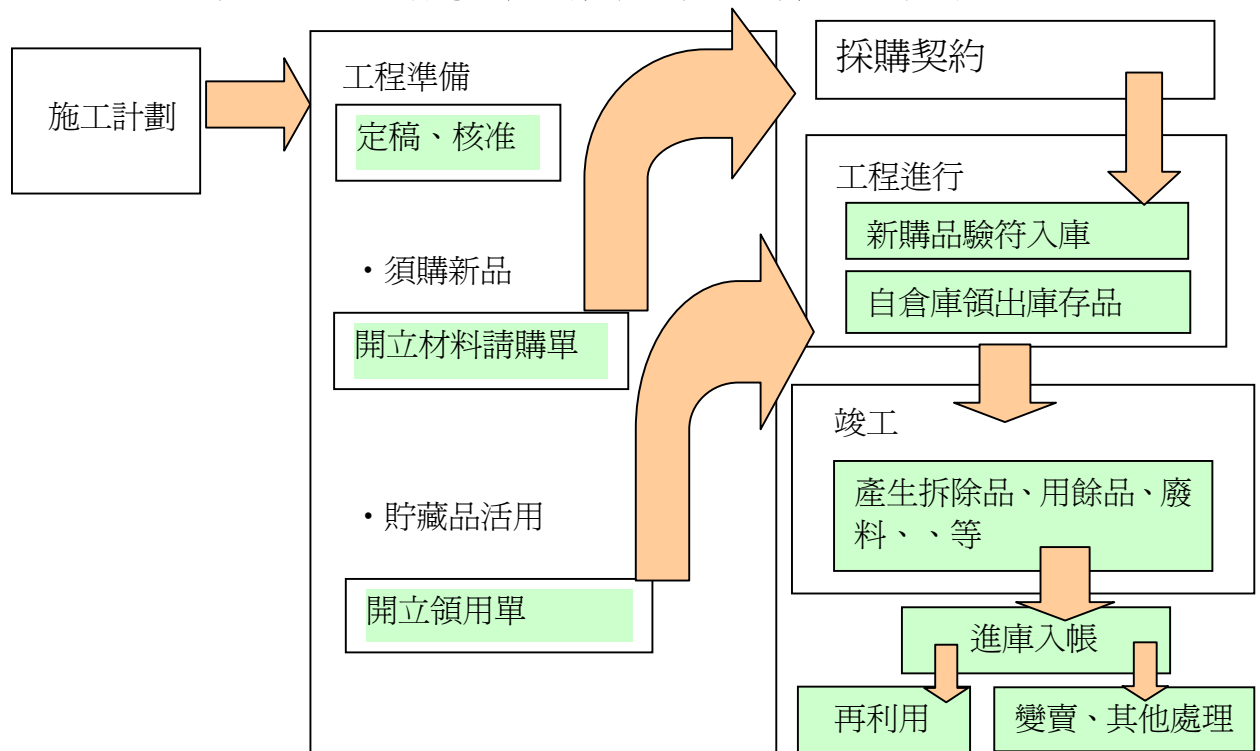 施工計劃
工程準備
定稿、核准
・須購新品
開立材料請購單
・貯藏品活用
開立領用單
採購契約
工程進行
新購品驗符入庫
自倉庫領出庫存品
竣工
產生拆除品、用餘品、廢
料、、等
進庫入帳
再利用
變賣、其他處理